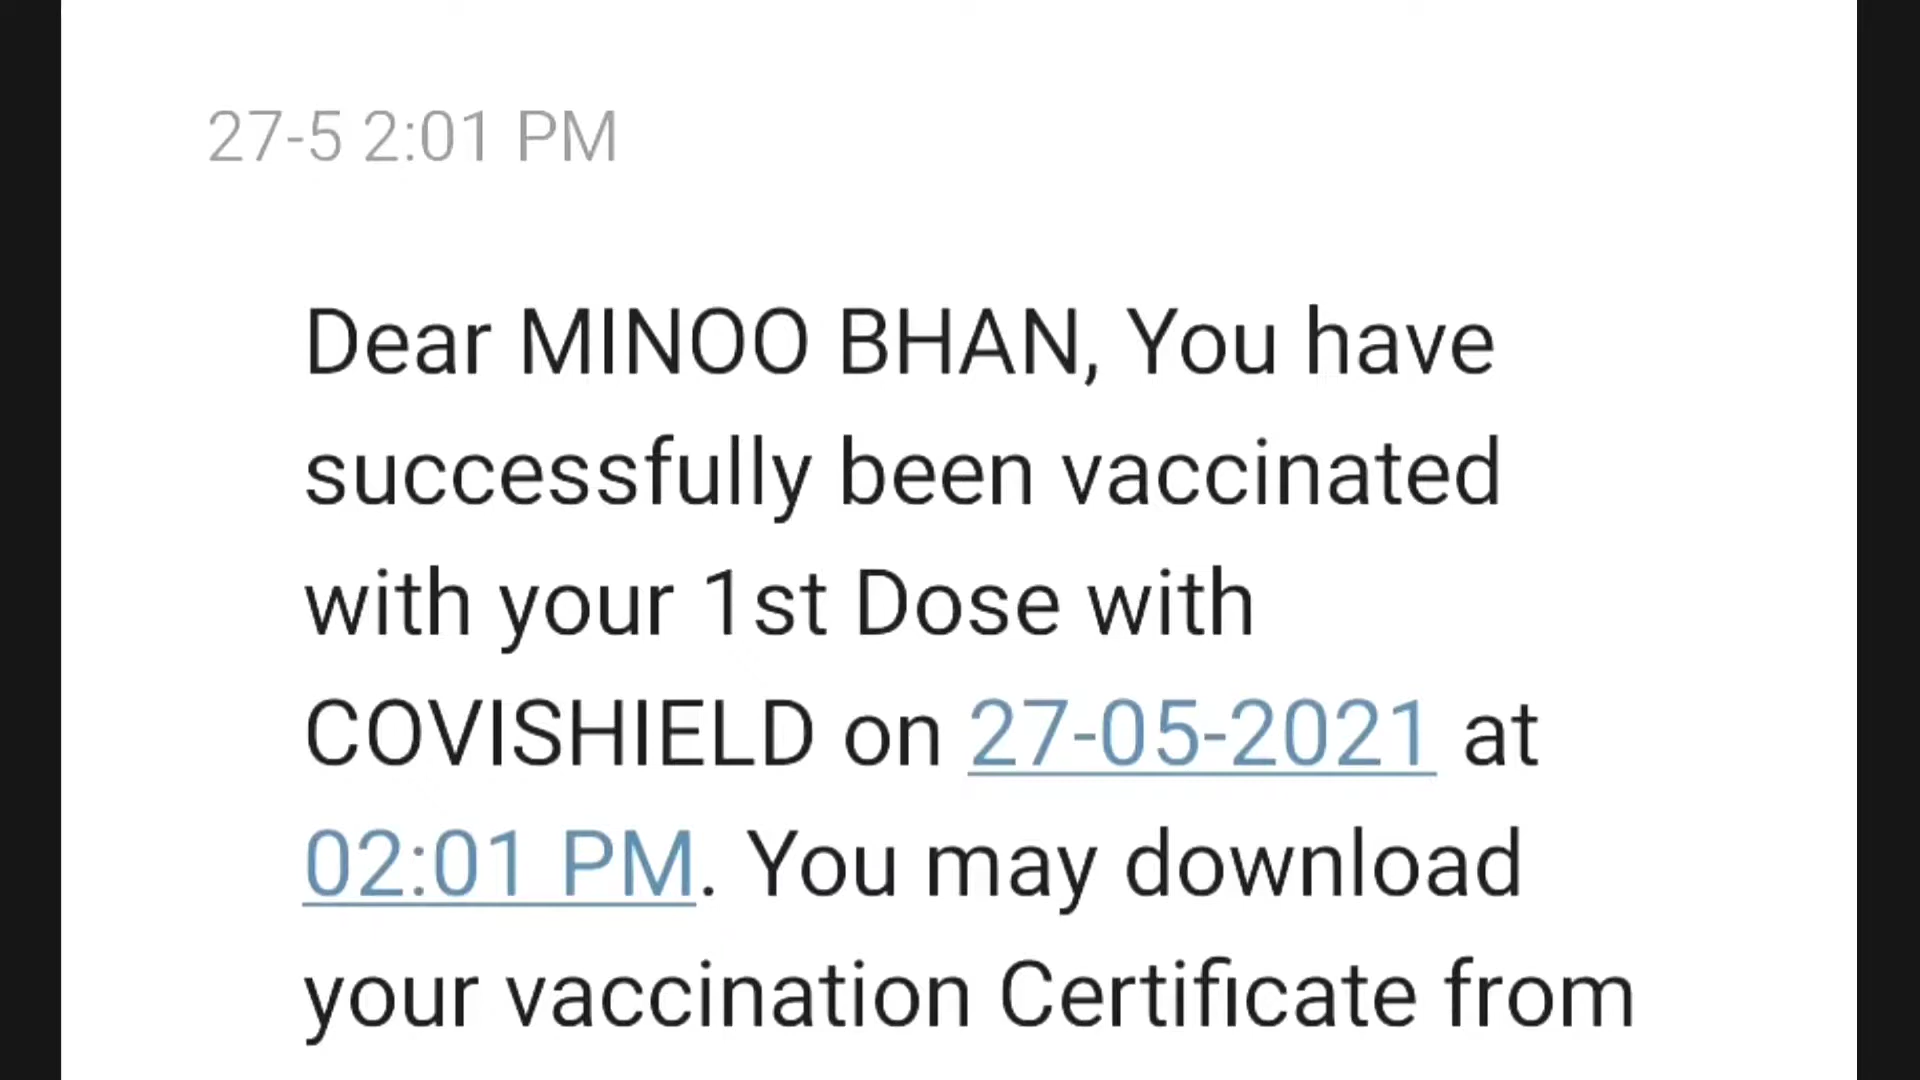 27-5 2:01 PM
Dear MINOO BHAN, You have
successfully been vaccinated
with your 1st Dose with
COVISHIELD on 27-05-2021 at
02:01 PM. You may download
your vaccination Certificate from